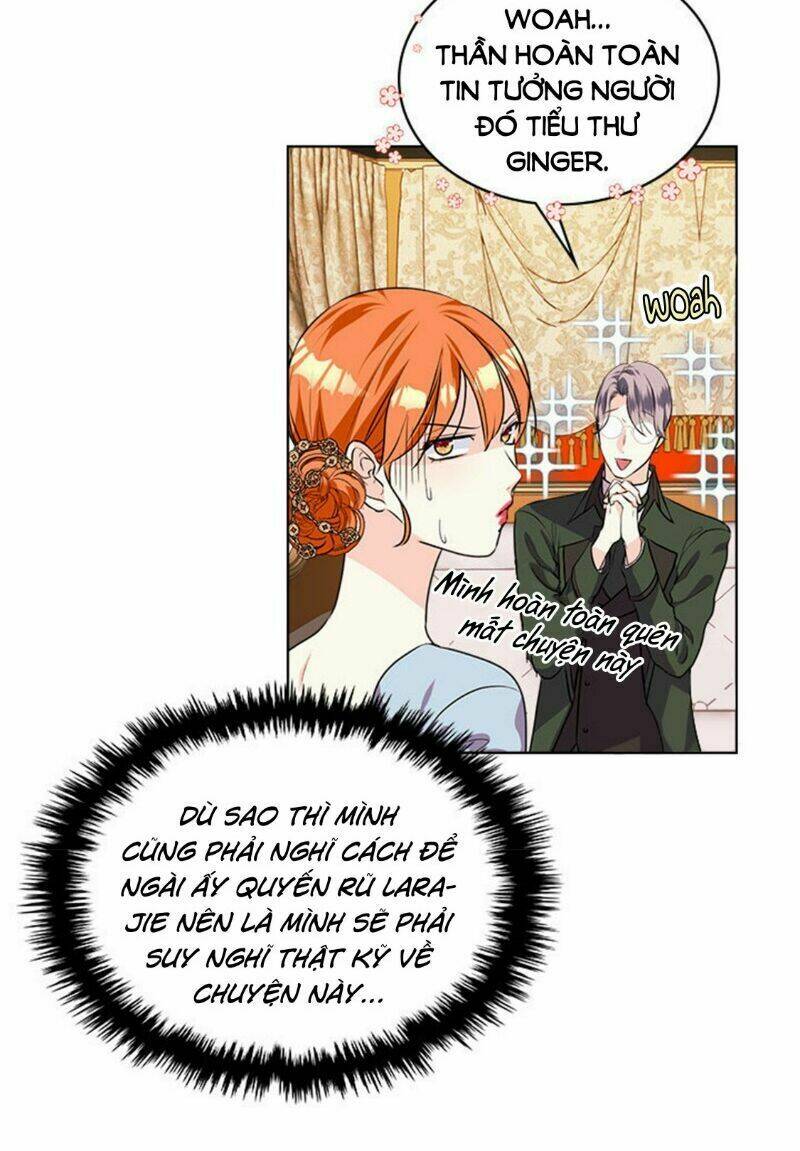 WOAH...
THẦN HOÀN TOÀN
TIN TƯỞNG NGƯỜI
ĐÓ TIỂU THƯ
GINGER.
woah
Mình hoàn toàn quên
mất chuyện này
DÙ SAO THÌ MÌNH
CŨNG PHẢI NGHĨ CÁCH ĐỂ
NGÀI ẤY QUYẾN RŨ LARA-
JIE NÊN LÀ MÌNH SẼ PHẢI
SUY NGHĨ THẬT KỸ VỀ
CHUYỆN NÀY...